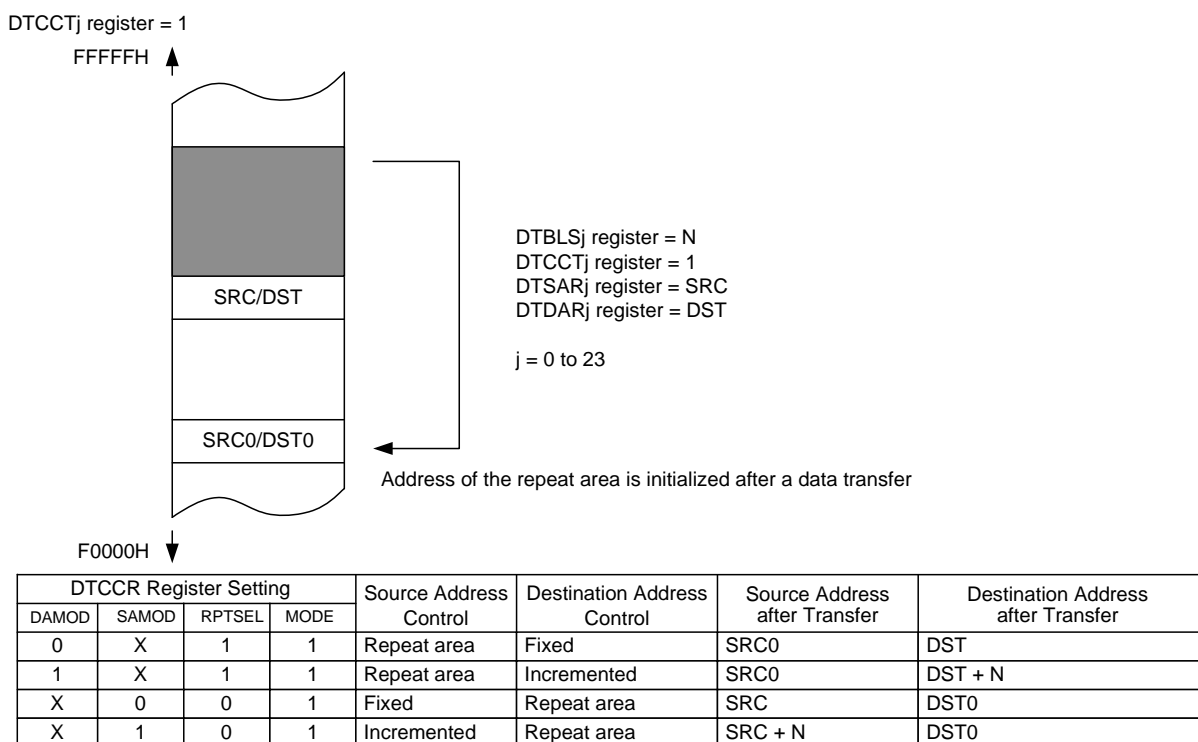 DTCCTj register = 1
FFFFFH
SRC/DST
SRC0/DST0
F0000H
DTBLSj register = N
DTCCTj register = 1
DTSARj register = SRC
DTDARj register = DST
j = 0 to 23
Address of the repeat area is initialized after a data transfer
DTCCR Register Setting
Source Address Control
Destination Address Control
Source Address after Transfer
Destination Address after Transfer
DAMOD SAMOD RPTSEL MODE
0 X 1 1 Repeat area Fixed SRC0 DST
1 X 1 1 Repeat area Incremented SRC0 DST + N
X 0 0 1 Fixed Repeat area SRC DST0
X 1 0 1 Incremented Repeat area SRC + N DST0